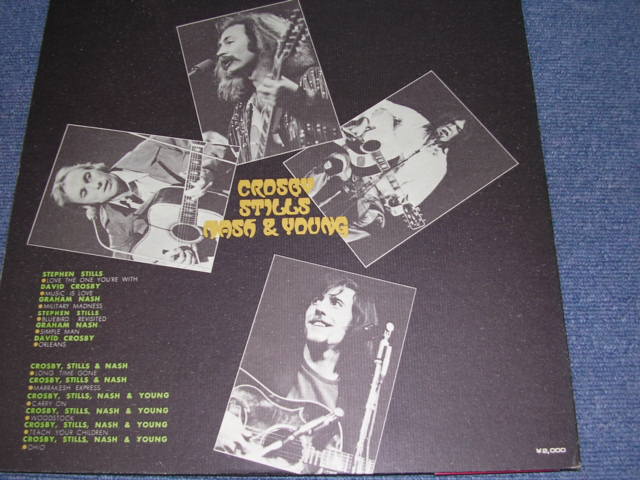 CROSBY
STILLS
NASH & YOUNG
STEPHEN STILLS
LOVE THE ONE YOU'RE WITH
DAVID CROSBY
MUSIC IS LOVE
GRAHAM NASH
MILITARY MADNESS
STEPHEN STILLS
BLUEBIRD REVISITED
GRAHAM NASH
SIMPLE MAN
DAVID CROSBY
ORLEANS
CROSBY, STILLS & NASH
LONG TIME GONE
CROSBY, STILLS & NASH
MARRAKESH EXPRESS
CROSBY, STILLS, NASH & YOUNG
CARRY ON
CROSBY, STILLS, NASH & YOUNG
WOODSTOCK
CROSBY, STILLS, NASH & YOUNG
TEACH YOUR CHILDREN
CROSBY, STILLS, NASH & YOUNG
OHIO
¥2,000